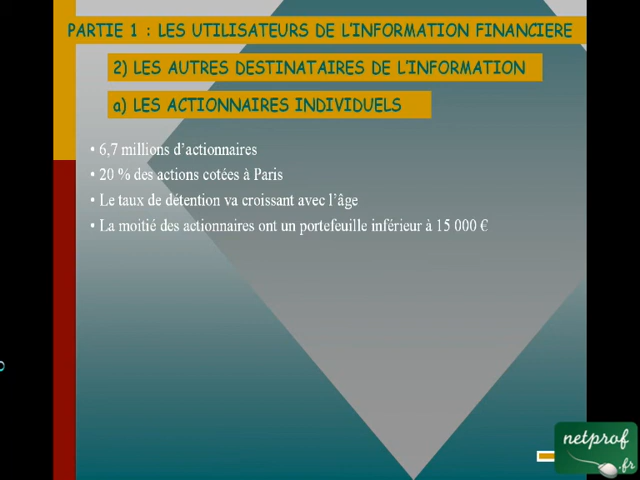 PARTIE 1 : LES UTILISATEURS DE L'INFORMATION FINANCIERE
2) LES AUTRES DESTINATAIRES DE L'INFORMATION
a) LES ACTIONNAIRES INDIVIDUELS
• 6,7 millions d'actionnaires
• 20 % des actions cotées à Paris
• Le taux de détention va croissant avec l'âge
• La moitié des actionnaires ont un portefeuille inférieur à 15 000 €
netprof
.fr